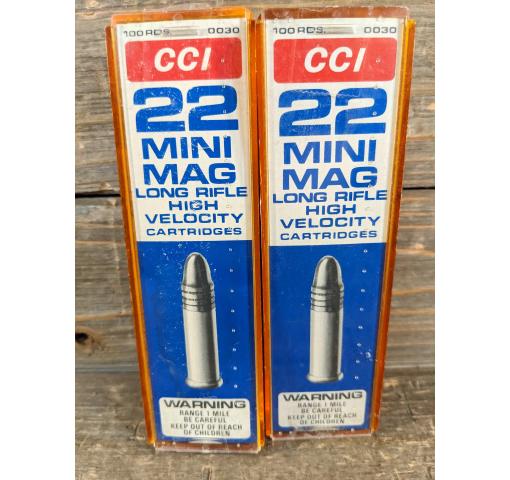 100 RDS. 0030
CCI
22
MINI
MAG
LONG RIFLE
HIGH
VELOCITY
CARTRIDGES
WARNING
RANGE 1 MILE
BE CAREFUL
KEEP OUT OF REACH
OF CHILDREN
100 RDS. 0030
CCI
22
MINI
MAG
LONG RIFLE
HIGH
VELOCITY
CARTRIDGES
WARNING
RANGE 1 MILE
BE CAREFUL
KEEP OUT OF REACH
OF CHILDREN